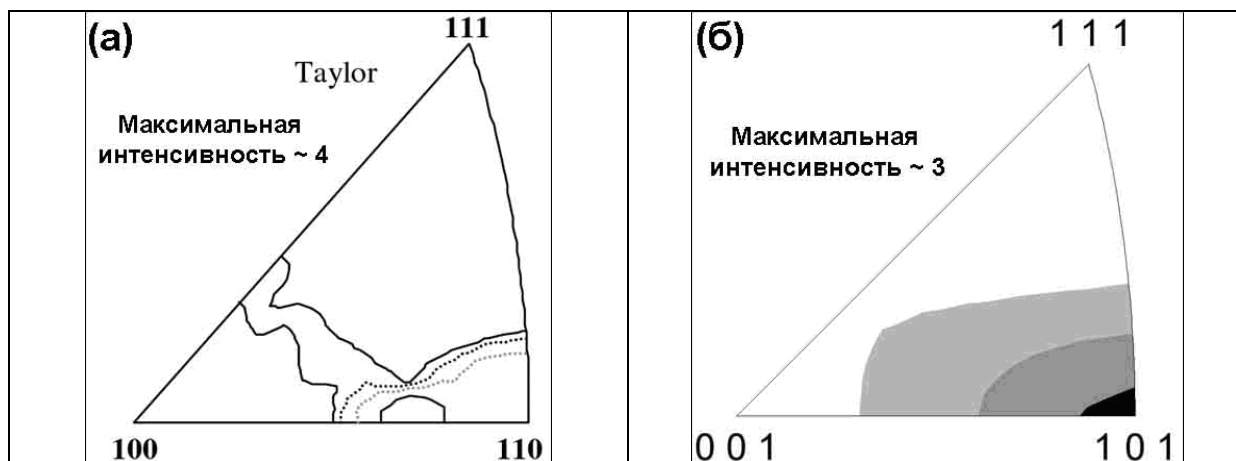 (а)
111
Taylor
Максимальная
интенсивность ~ 4
100
110
(б)
1 1 1
Максимальная
интенсивность ~ 3
0 0 1
1 0 1